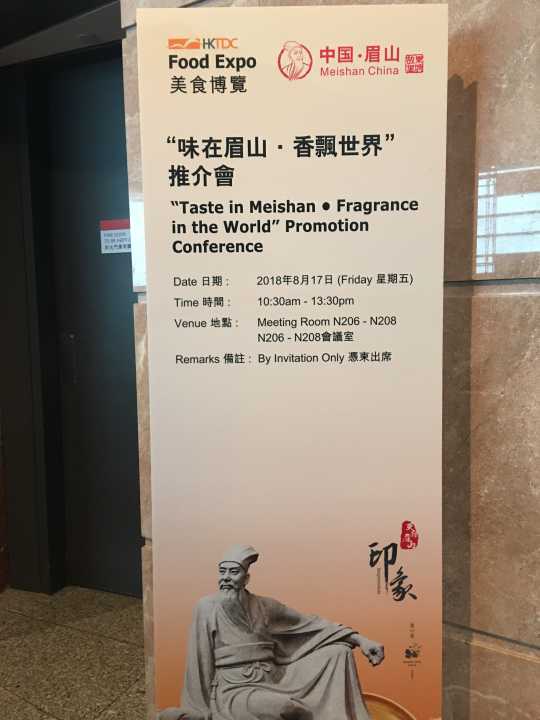 HKTDC
Food Expo
美食博覽
中国·眉山
Meishan China
“味在眉山·香飄世界”
推介會
“Taste in Meishan ● Fragrance
in the World” Promotion
Conference
Date 日期： 2018年8月17日 (Friday 星期五)
Time 時間： 10:30am - 13:30pm
Venue 地點： Meeting Room N206 - N208
N206 - N208會議室
Remarks 備註： By Invitation Only 憑柬出席
印象